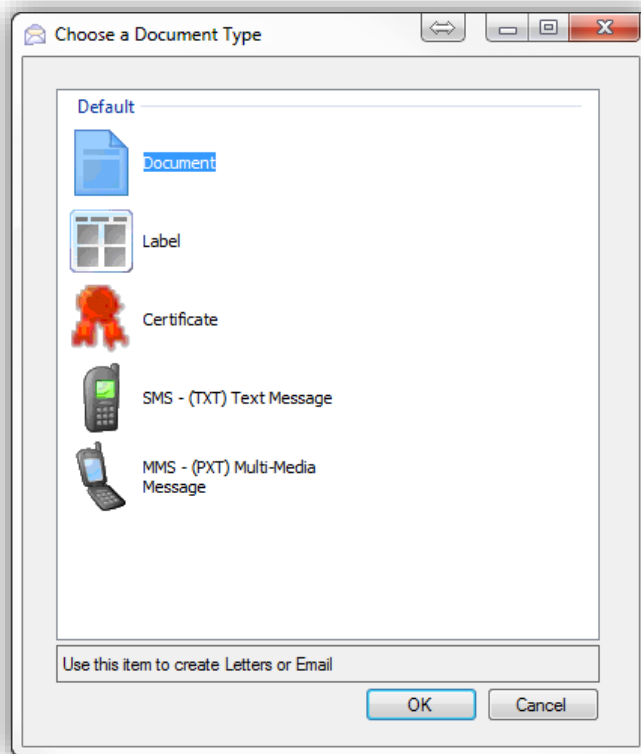 Choose a Document Type
Default
Document
Label
Certificate
SMS - (TXT) Text Message
MMS - (PXT) Multi-Media
Message
Use this item to create Letters or Email
OK
Cancel